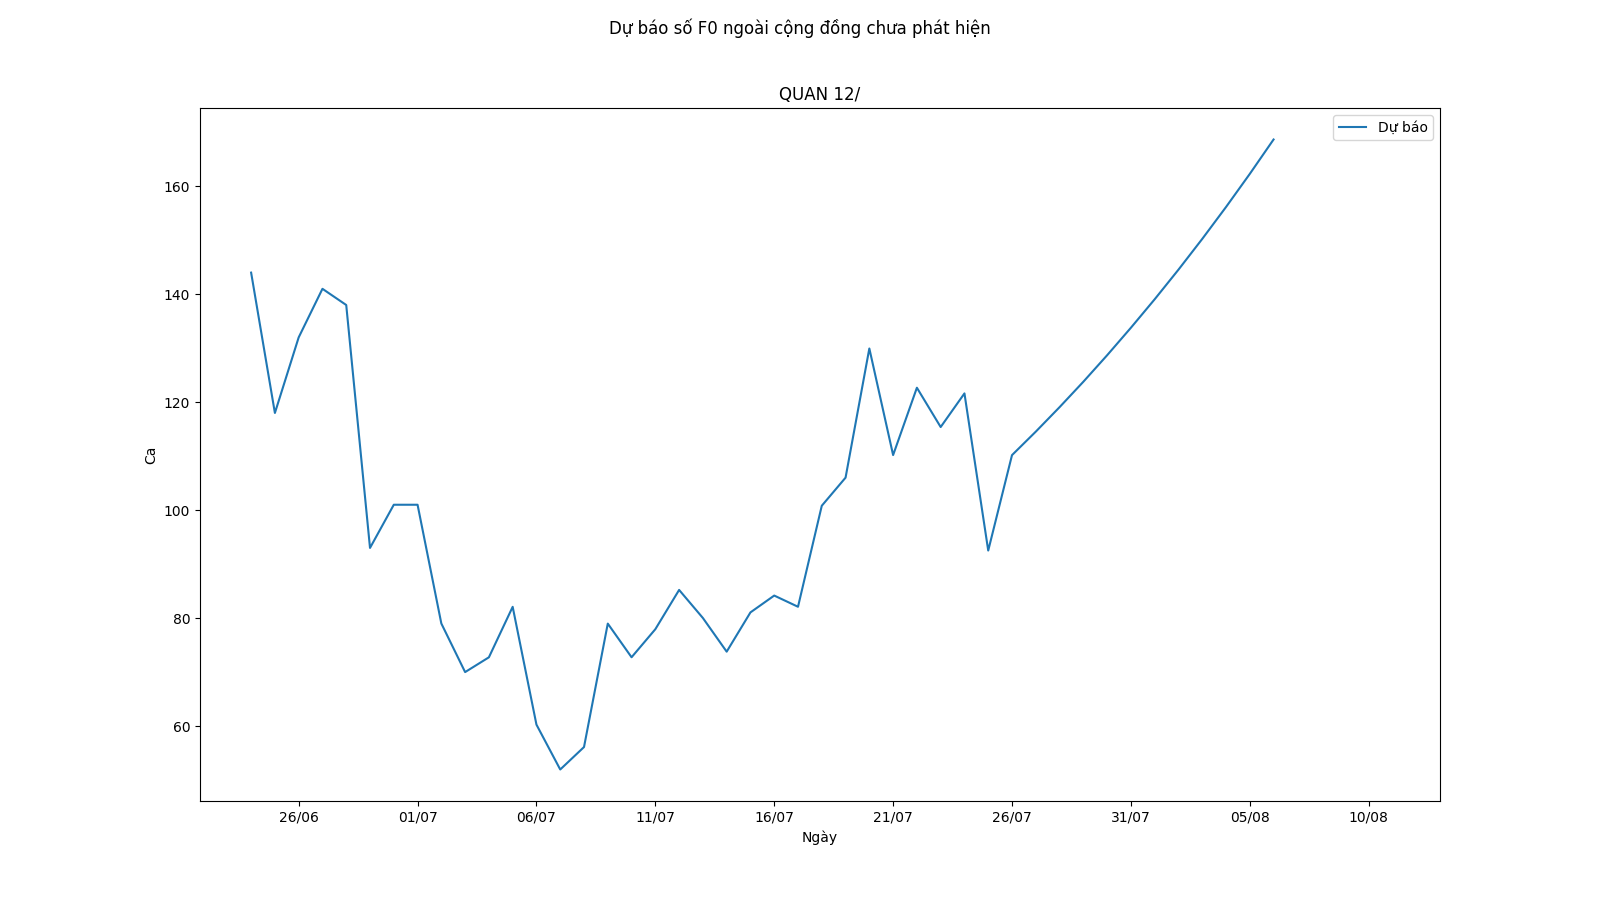 Dự báo số F0 ngoài cộng đồng chưa phát hiện
QUAN 12/
Dự báo
160
140
120
100
80
60
Ca
26/06 01/07 06/07 11/07 16/07 21/07 26/07 31/07 05/08 10/08
Ngày